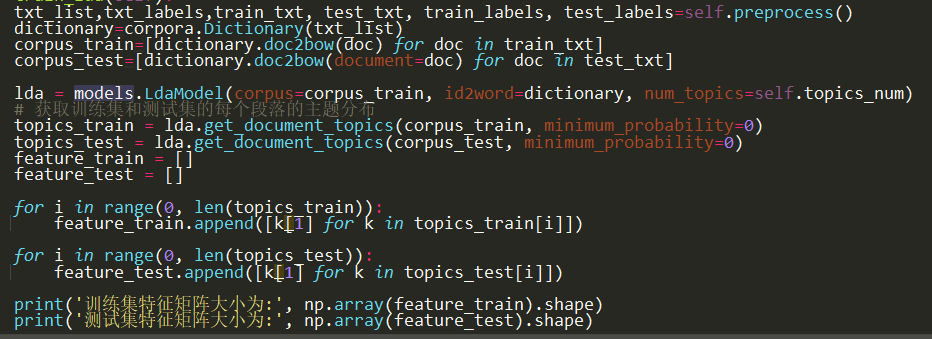 txt_list,txt_labels,train_txt, test_txt, train_labels, test_labels=self.preprocess()
dictionary=corpora.Dictionary(txt_list)
corpus_train=[dictionary.doc2bow(doc) for doc in train_txt]
corpus_test=[dictionary.doc2bow(document=doc) for doc in test_txt]
lda = models.LdaModel(corpus=corpus_train, id2word=dictionary, num_topics=self.topics_num)
# 获取训练集和测试集的每个段落的主题分布
topics_train = lda.get_document_topics(corpus_train, minimum_probability=0)
topics_test = lda.get_document_topics(corpus_test, minimum_probability=0)
feature_train = []
feature_test = []
for i in range(0, len(topics_train)):
feature_train.append([k[1] for k in topics_train[i]])
for i in range(0, len(topics_test)):
feature_test.append([k[1] for k in topics_test[i]])
print('训练集特征矩阵大小为:', np.array(feature_train).shape)
print('测试集特征矩阵大小为:', np.array(feature_test).shape)